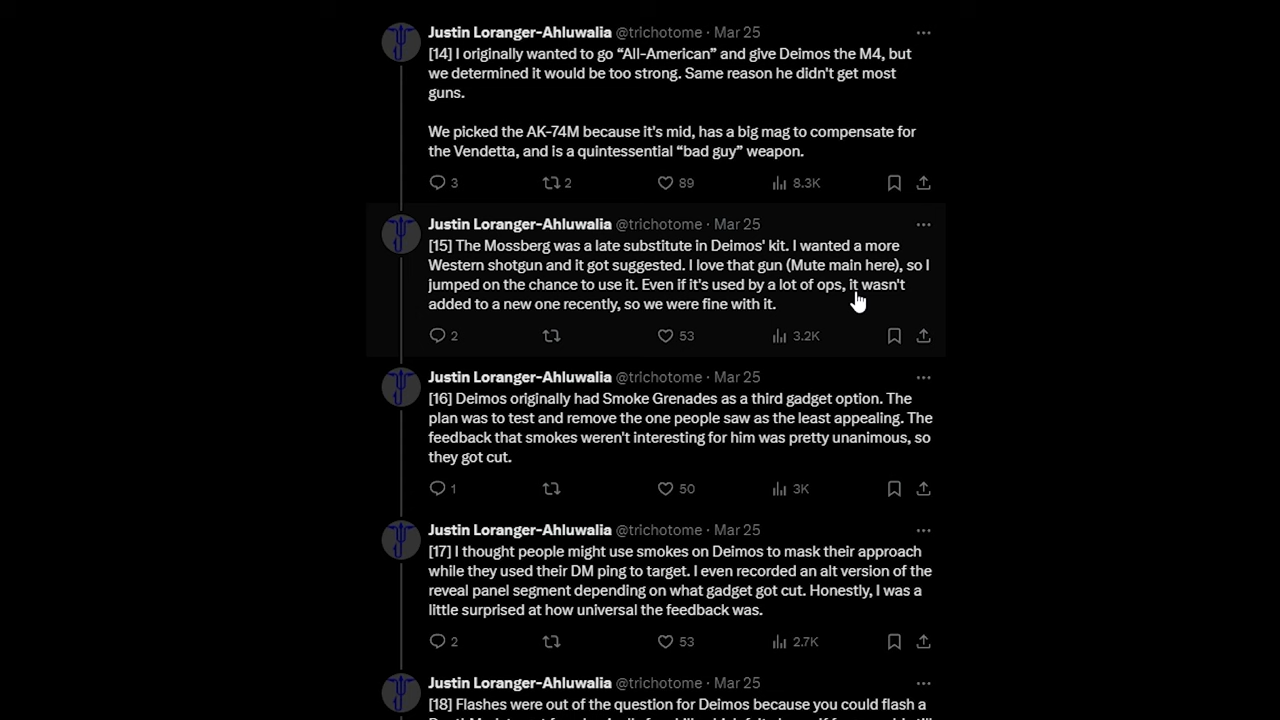 Justin Loranger-Ahluwalia @trichotome · Mar 25
[14] I originally wanted to go “All-American” and give Deimos the M4, but
we determined it would be too strong. Same reason he didn't get most
guns.
We picked the AK-74M because it's mid, has a big mag to compensate for
the Vendetta, and is a quintessential “bad guy” weapon.
3 2 89 8.3K
Justin Loranger-Ahluwalia @trichotome · Mar 25
[15] The Mossberg was a late substitute in Deimos' kit. I wanted a more
Western shotgun and it got suggested. I love that gun (Mute main here), so I
jumped on the chance to use it. Even if it's used by a lot of ops, it wasn't
added to a new one recently, so we were fine with it.
2 53 3.2K
Justin Loranger-Ahluwalia @trichotome · Mar 25
[16] Deimos originally had Smoke Grenades as a third gadget option. The
plan was to test and remove the one people saw as the least appealing. The
feedback that smokes weren't interesting for him was pretty unanimous, so
they got cut.
1 50 3K
Justin Loranger-Ahluwalia @trichotome · Mar 25
[17] I thought people might use smokes on Deimos to mask their approach
while they used their DM ping to target. I even recorded an alt version of the
reveal panel segment depending on what gadget got cut. Honestly, I was a
little surprised at how universal the feedback was.
2 53 2.7K
Justin Loranger-Ahluwalia @trichotome · Mar 25
[18] Flashes were out of the question for Deimos because you could flash a